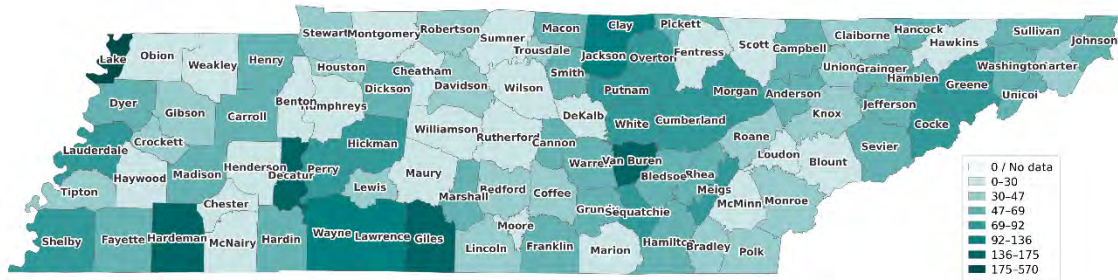 Lake
Obion
Weakley
Henry
Stewart
Montgomery
Robertson
Sumner
Macon
Trousdale
Clay
Jackson
Overton
Pickett
Fentress
Scott
Campbell
Claiborne
Hancock
Hawkins
Sullivan
Johnson
Union
Grainger
Hamblen
Greene
Washington
Carter
Unicoi
Dyer
Gibson
Carroll
Benton
Houston
Humphreys
Dickson
Cheatham
Davidson
Wilson
Smith
DeKalb
Putnam
White
Cumberland
Morgan
Anderson
Knox
Jefferson
Cocke
Sevier
Lauderdale
Crockett
Haywood
Madison
Henderson
Decatur
Perry
Hickman
Williamson
Rutherford
Cannon
Warren
Van Buren
Bledsoe
Rhea
Roane
Loudon
Blount
Meigs
McMinn
Monroe
Tipton
Chester
Lewis
Maury
Marshall
Bedford
Coffee
Grundy
Sequatchie
Shelby
Fayette
Hardeman
McNairy
Hardin
Wayne
Lawrence
Giles
Lincoln
Moore
Franklin
Marion
Hamilton
Bradley
Polk
0 / No data
0–30
30–47
47–69
69–92
92–136
136–175
175–570